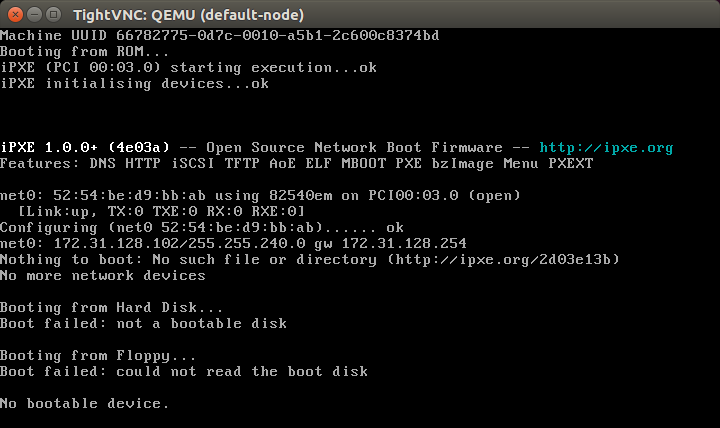 TightVNC: QEMU (default-node)
Machine UUID 66782775-0d7c-0010-a5b1-2c600c8374bd
Booting from ROM...
iPXE (PCI 00:03.0) starting execution...ok
iPXE initialising devices...ok
iPXE 1.0.0+ (4e03a) -- Open Source Network Boot Firmware -- http://ipxe.org
Features: DNS HTTP iSCSI TFTP AoE ELF MBOOT PXE bzImage Menu PXEXT
net0: 52:54:be:d9:bb:ab using 82540em on PCI00:03.0 (open)
[Link:up, TX:0 TXE:0 RX:0 RXE:0]
Configuring (net0 52:54:be:d9:bb:ab)...... ok
net0: 172.31.128.102/255.255.240.0 gw 172.31.128.254
Nothing to boot: No such file or directory (http://ipxe.org/2d03e13b)
No more network devices
Booting from Hard Disk...
Boot failed: not a bootable disk
Booting from Floppy...
Boot failed: could not read the boot disk
No bootable device.